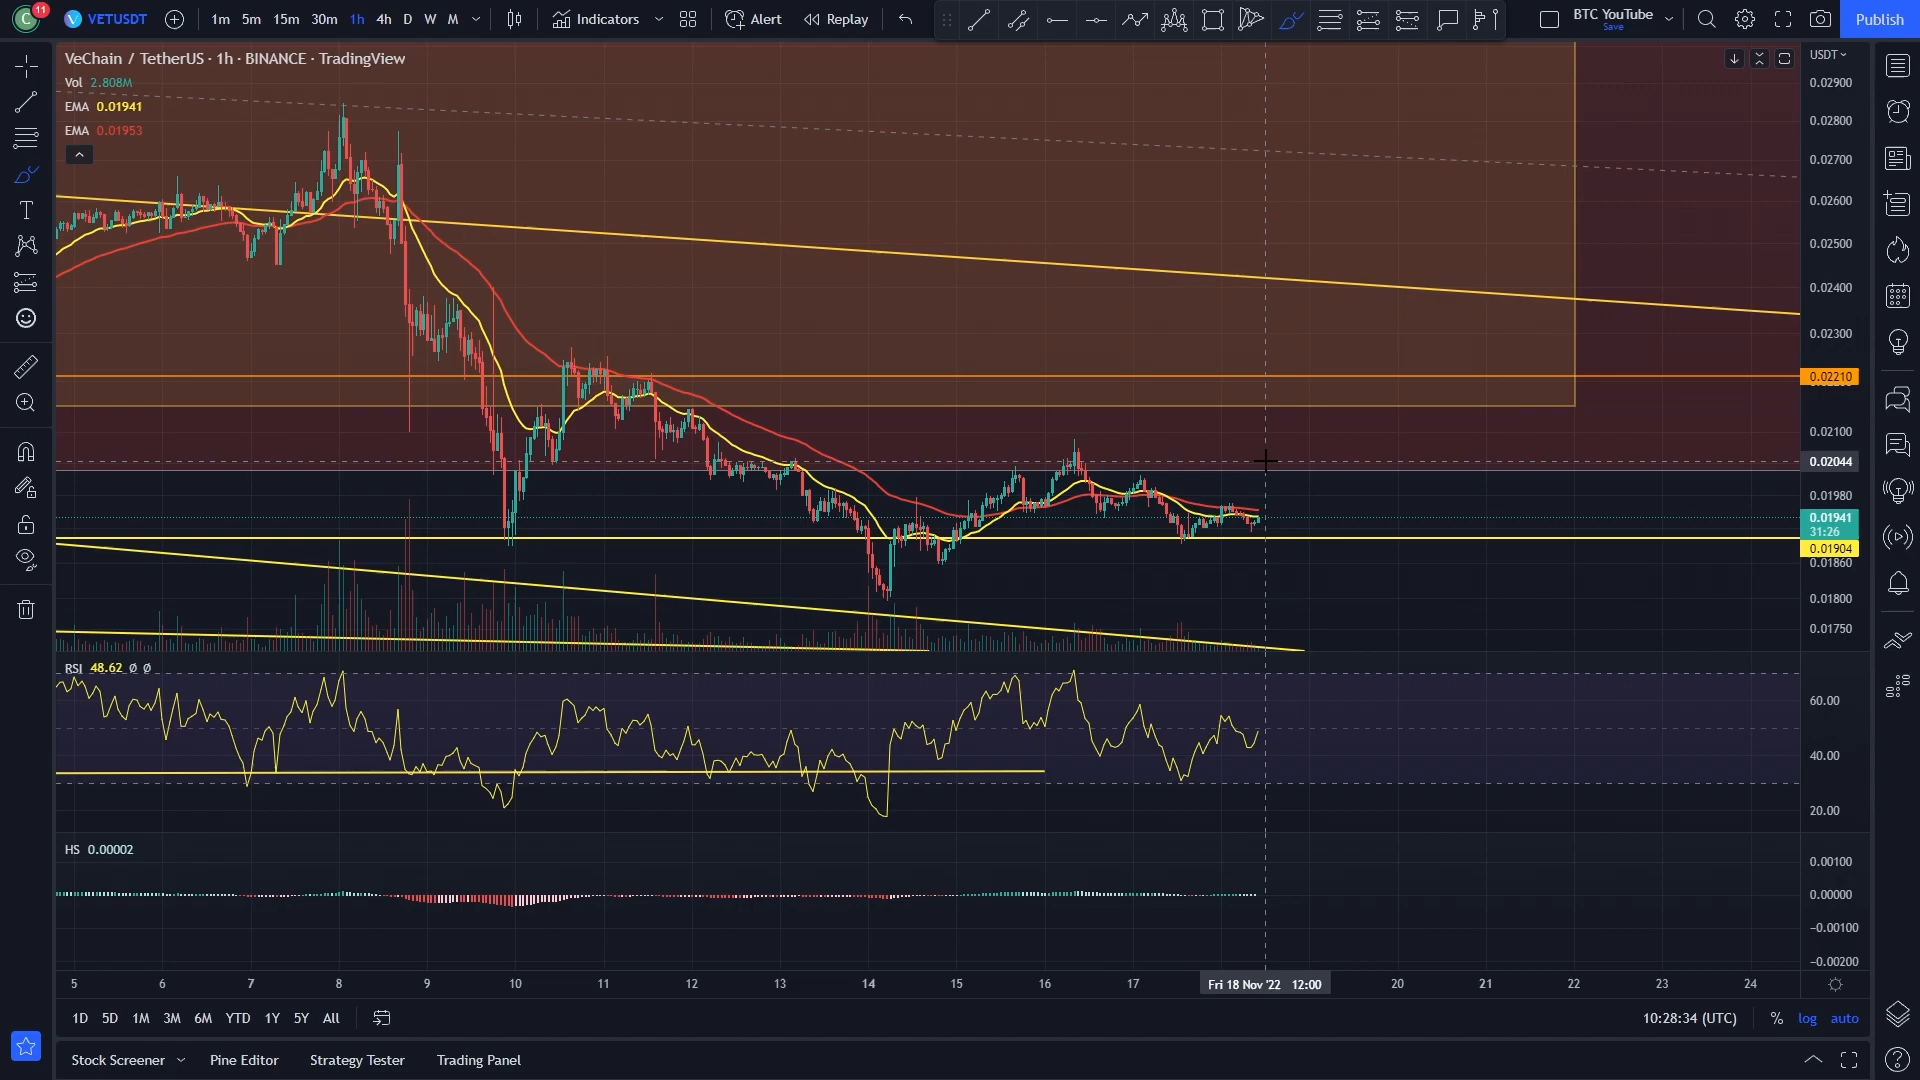 C 11 VETUSDT 1m 5m 15m 30m 1h 4h D W M Indicators Alert Replay BTC YouTube Save Publish
VeChain / TetherUS · 1h · BINANCE · TradingView
USDT
Vol 2.808M
EMA 0.01941
EMA 0.01953
0.02900
0.02800
0.02700
0.02600
0.02500
0.02400
0.02300
0.02210
0.02100
0.02044
0.01980
0.01941
31:26
0.01904
0.01860
0.01800
0.01750
RSI 48.62 Ø Ø
60.00
40.00
20.00
HS 0.00002
0.00100
0.00000
−0.00100
−0.00200
5 6 7 8 9 10 11 12 13 14 15 16 17 Fri 18 Nov '22 12:00 20 21 22 23 24
1D 5D 1M 3M 6M YTD 1Y 5Y All 10:28:34 (UTC) % log auto
Stock Screener Pine Editor Strategy Tester Trading Panel